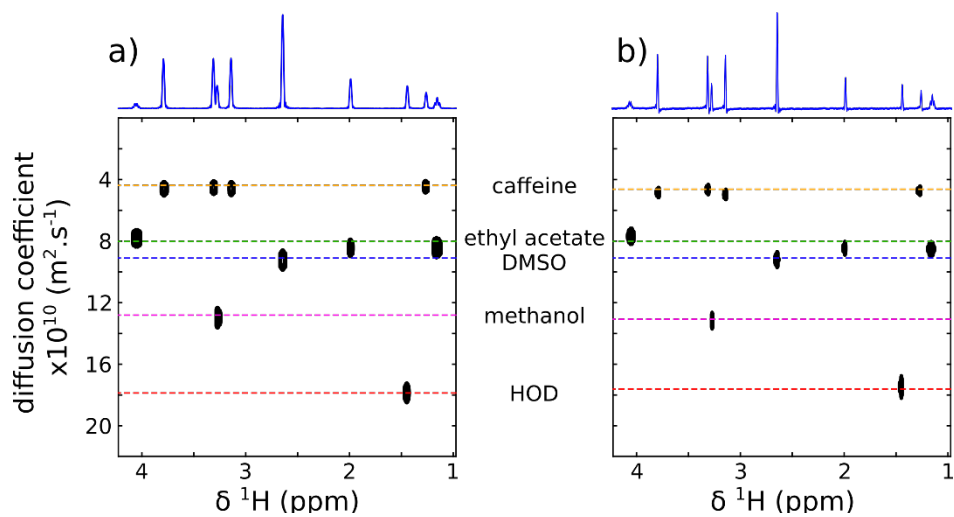 a)
b)
diffusion coefficient
x10¹⁰ (m².s⁻¹)
4
8
12
16
20
caffeine
ethyl acetate
DMSO
methanol
HOD
4 3 2 1
4 3 2 1
δ ¹H (ppm)
δ ¹H (ppm)